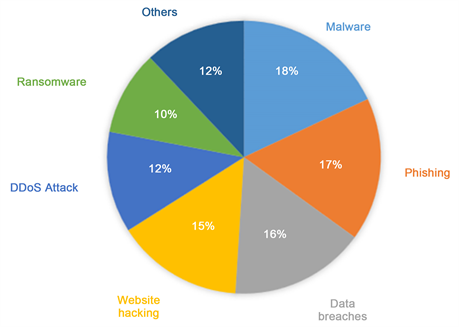 Others
Malware
12%
18%
Ransomware
10%
17%
Phishing
12%
DDoS Attack
15%
16%
Website
hacking
Data
breaches